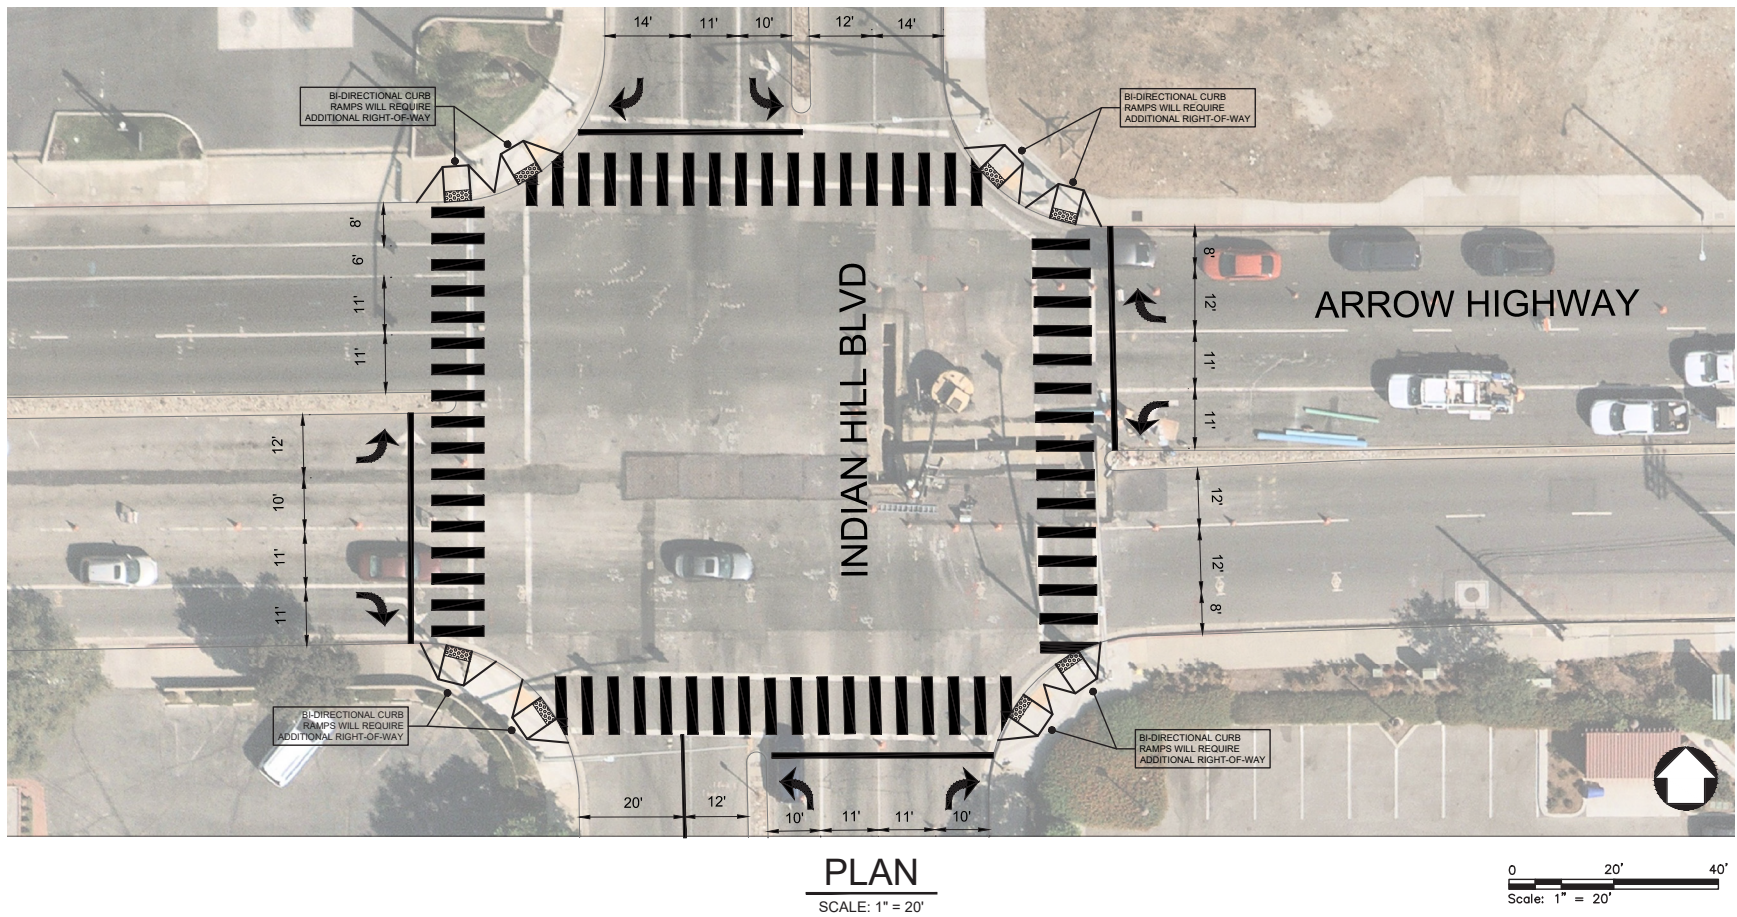 14' 11' 10' 12' 14'
BI-DIRECTIONAL CURB
RAMPS WILL REQUIRE
ADDITIONAL RIGHT-OF-WAY
BI-DIRECTIONAL CURB
RAMPS WILL REQUIRE
ADDITIONAL RIGHT-OF-WAY
8'
6'
11'
11'
12'
10'
11'
11'
INDIAN HILL BLVD
ARROW HIGHWAY
8'
12'
11'
11'
12'
12'
8'
BI-DIRECTIONAL CURB
RAMPS WILL REQUIRE
ADDITIONAL RIGHT-OF-WAY
BI-DIRECTIONAL CURB
RAMPS WILL REQUIRE
ADDITIONAL RIGHT-OF-WAY
20' 12' 10' 11' 11' 10'
PLAN
SCALE: 1" = 20'
0 20' 40'
Scale: 1" = 20'